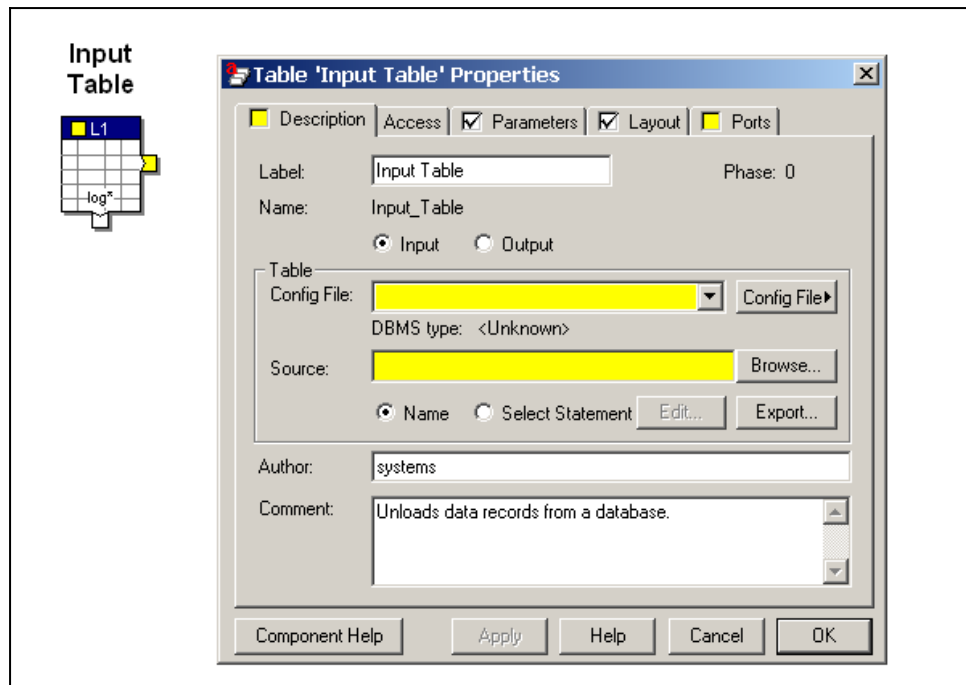 Input
Table
L1
log*
Table 'Input Table' Properties
Description Access Parameters Layout Ports
Label: Input Table Phase: 0
Name: Input_Table
Input Output
Table
Config File: Config File
DBMS type: <Unknown>
Source: Browse...
Name Select Statement Edit... Export...
Author: systems
Comment: Unloads data records from a database.
Component Help Apply Help Cancel OK